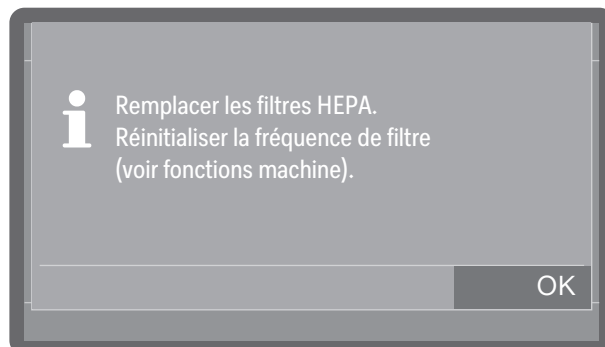 Remplacer les filtres HEPA.
Réinitialiser la fréquence de filtre
(voir fonctions machine).
OK